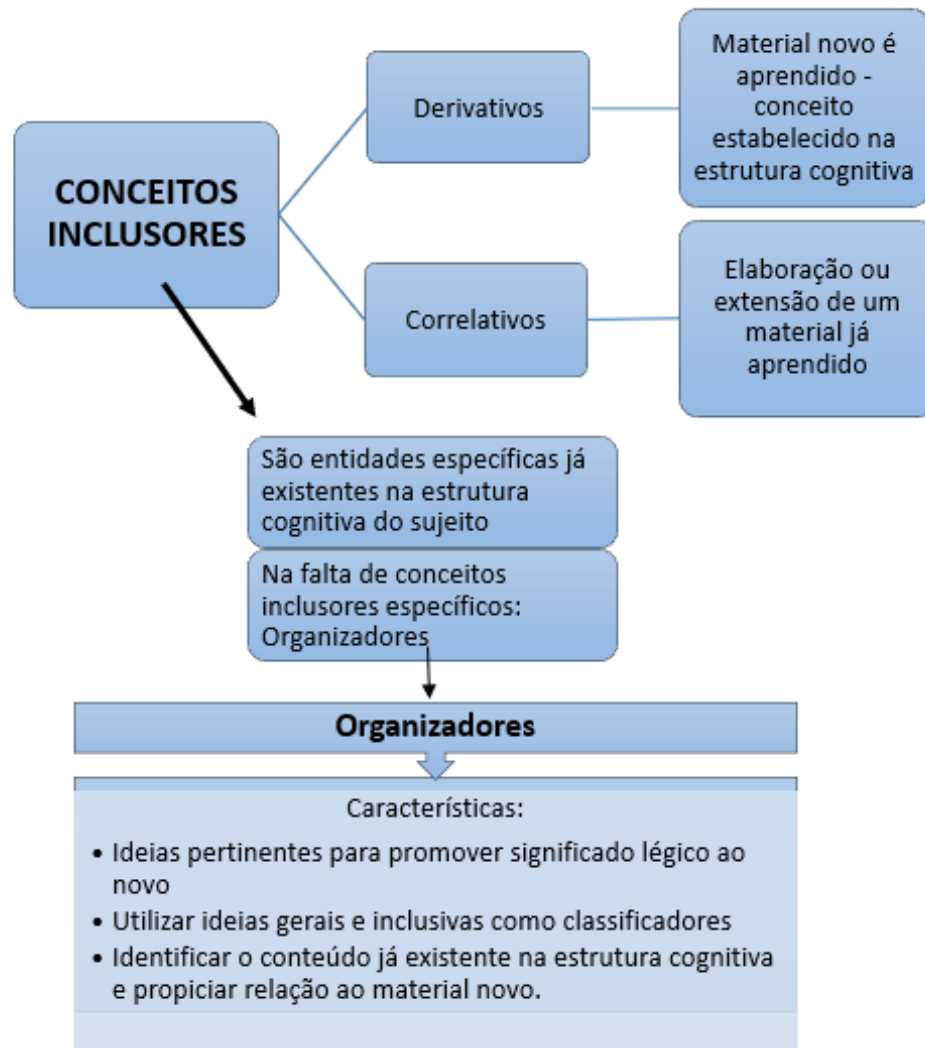 CONCEITOS
INCLUSORES
Derivativos
Material novo é
aprendido -
conceito
estabelecido na
estrutura cognitiva
Correlativos
Elaboração ou
extensão de um
material já
aprendido
São entidades específicas já
existentes na estrutura
cognitiva do sujeito
Na falta de conceitos
inclusores específicos:
Organizadores
Organizadores
Características:
• Ideias pertinentes para promover significado légico ao
novo
• Utilizar ideias gerais e inclusivas como classificadores
• Identificar o conteúdo já existente na estrutura cognitiva
e propiciar relação ao material novo.